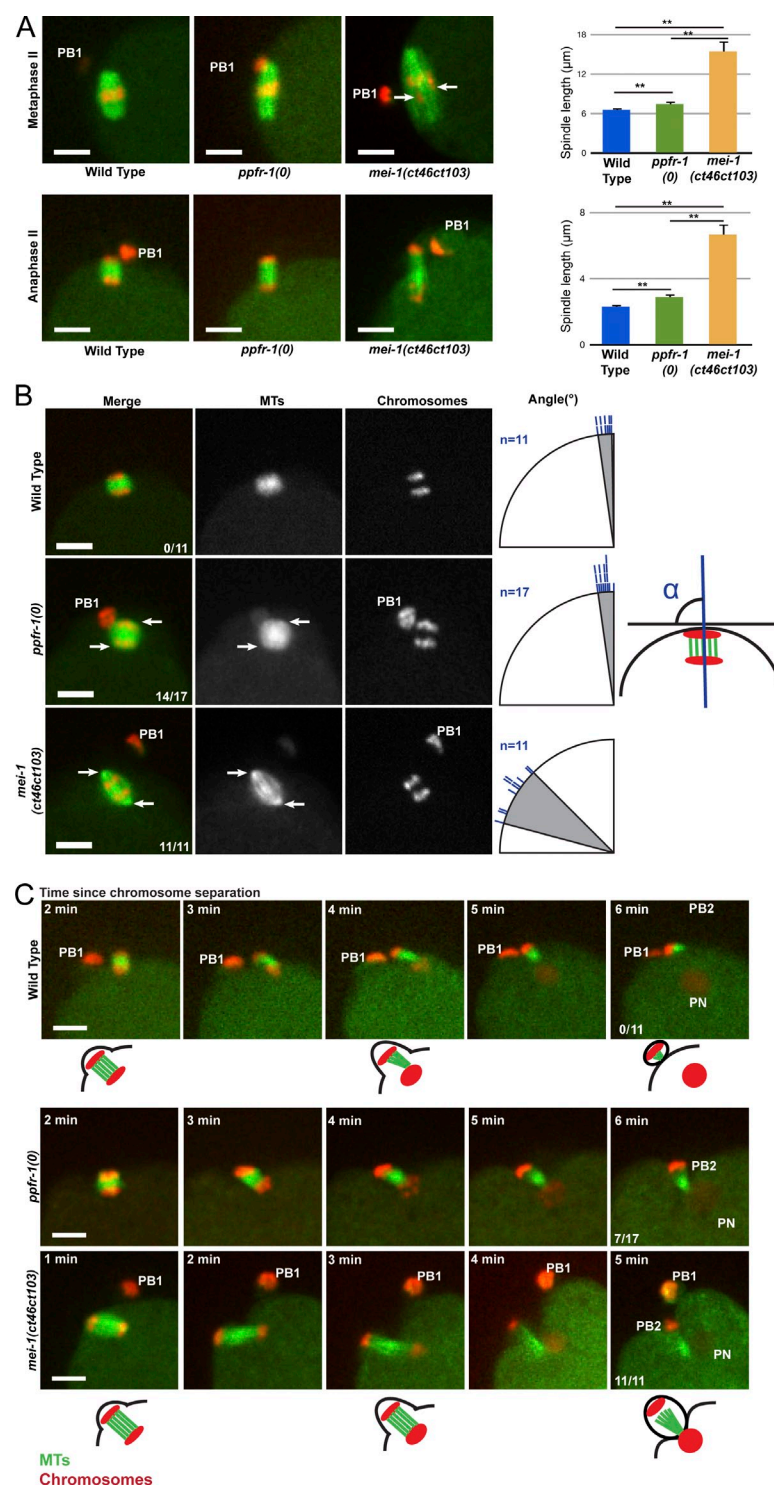 A
Metaphase II
PB1
PB1
PB1
Wild Type
ppfr-1(0)
mei-1(ct46ct103)
Spindle length (µm)
18
12
6
0
**
**
**
Wild Type
ppfr-1 (0)
mei-1 (ct46ct103)
Anaphase II
PB1
PB1
Wild Type
ppfr-1(0)
mei-1(ct46ct103)
Spindle length (µm)
8
4
0
**
**
**
Wild Type
ppfr-1 (0)
mei-1 (ct46ct103)
B
Merge
MTs
Chromosomes
Angle(°)
Wild Type
0/11
n=11
ppfr-1(0)
PB1
14/17
PB1
n=17
α
mei-1 (ct46ct103)
PB1
11/11
PB1
n=11
C
Time since chromosome separation
Wild Type
2 min
PB1
3 min
PB1
4 min
PB1
5 min
PB1
6 min
PB2
PB1
PN
0/11
ppfr-1(0)
2 min
3 min
4 min
5 min
6 min
PB2
PN
7/17
mei-1(ct46ct103)
1 min
PB1
2 min
PB1
3 min
PB1
4 min
PB1
5 min
PB1
PB2
PN
11/11
MTs
Chromosomes